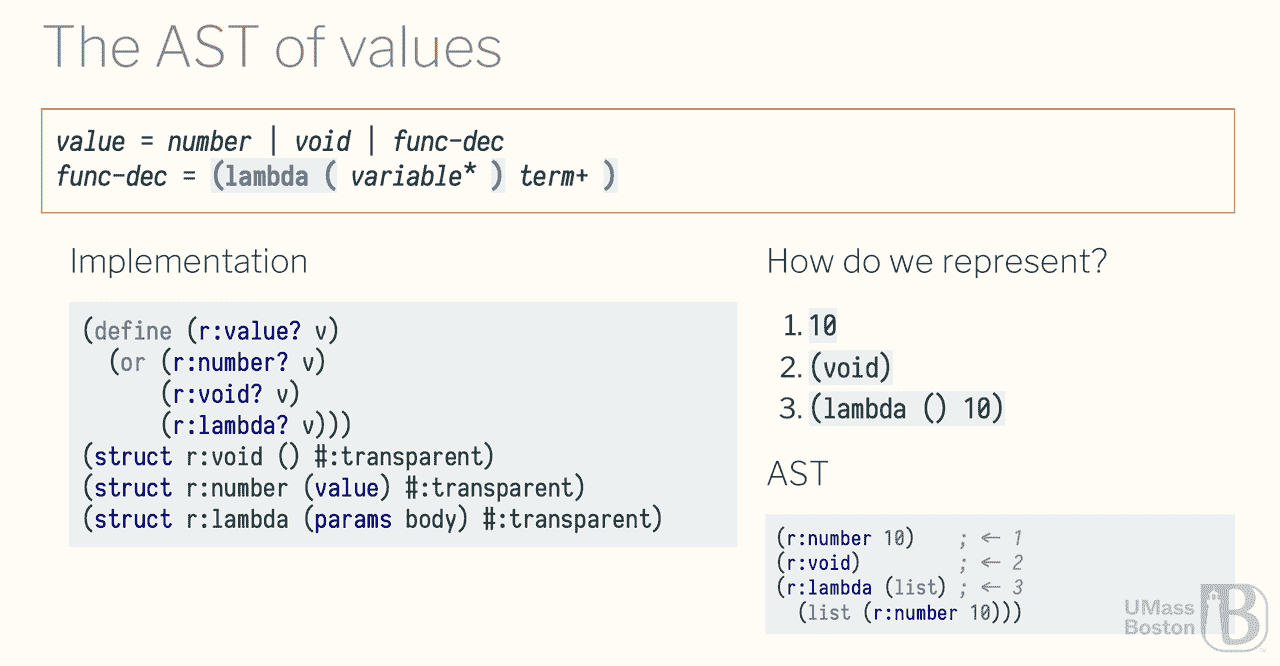 The AST of values
value = number | void | func-dec
func-dec = (lambda ( variable* ) term+ )
Implementation
(define (r:value? v)
  (or (r:number? v)
      (r:void? v)
      (r:lambda? v)))
(struct r:void () #:transparent)
(struct r:number (value) #:transparent)
(struct r:lambda (params body) #:transparent)
How do we represent?
1. 10
2. (void)
3. (lambda () 10)
AST
(r:number 10)    ; ← 1
(r:void)         ; ← 2
(r:lambda (list) ; ← 3
  (list (r:number 10)))
UMass
Boston
B